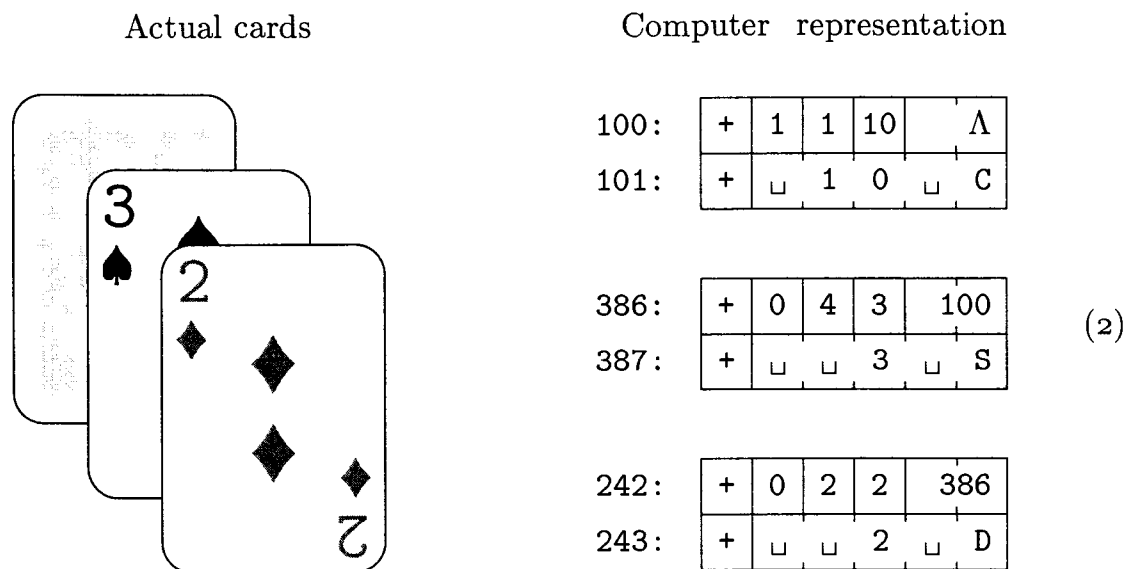 Actual cards
Computer representation
3
2
2
100: + 1 1 10 Λ
101: + ␣ 1 0 ␣ C
386: + 0 4 3 100
387: + ␣ ␣ 3 ␣ S
(2)
242: + 0 2 2 386
243: + ␣ ␣ 2 ␣ D